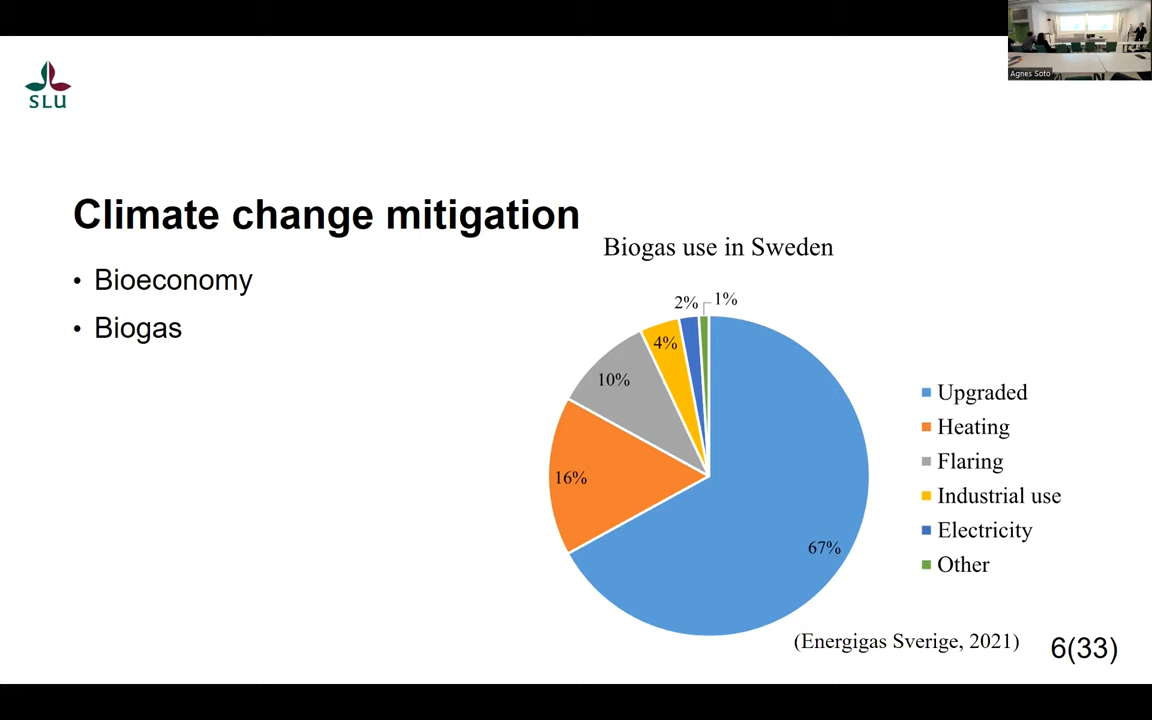 Agnes Soto
SLU
Climate change mitigation
• Bioeconomy
• Biogas
Biogas use in Sweden
2%
1%
4%
10%
16%
67%
Upgraded
Heating
Flaring
Industrial use
Electricity
Other
(Energigas Sverige, 2021)
6(33)